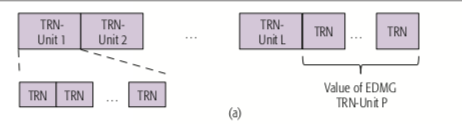 TRN-
Unit 1
TRN-
Unit 2
...
TRN-
Unit L
TRN
...
TRN
TRN
TRN
...
TRN
Value of EDMG
TRN-Unit P
(a)